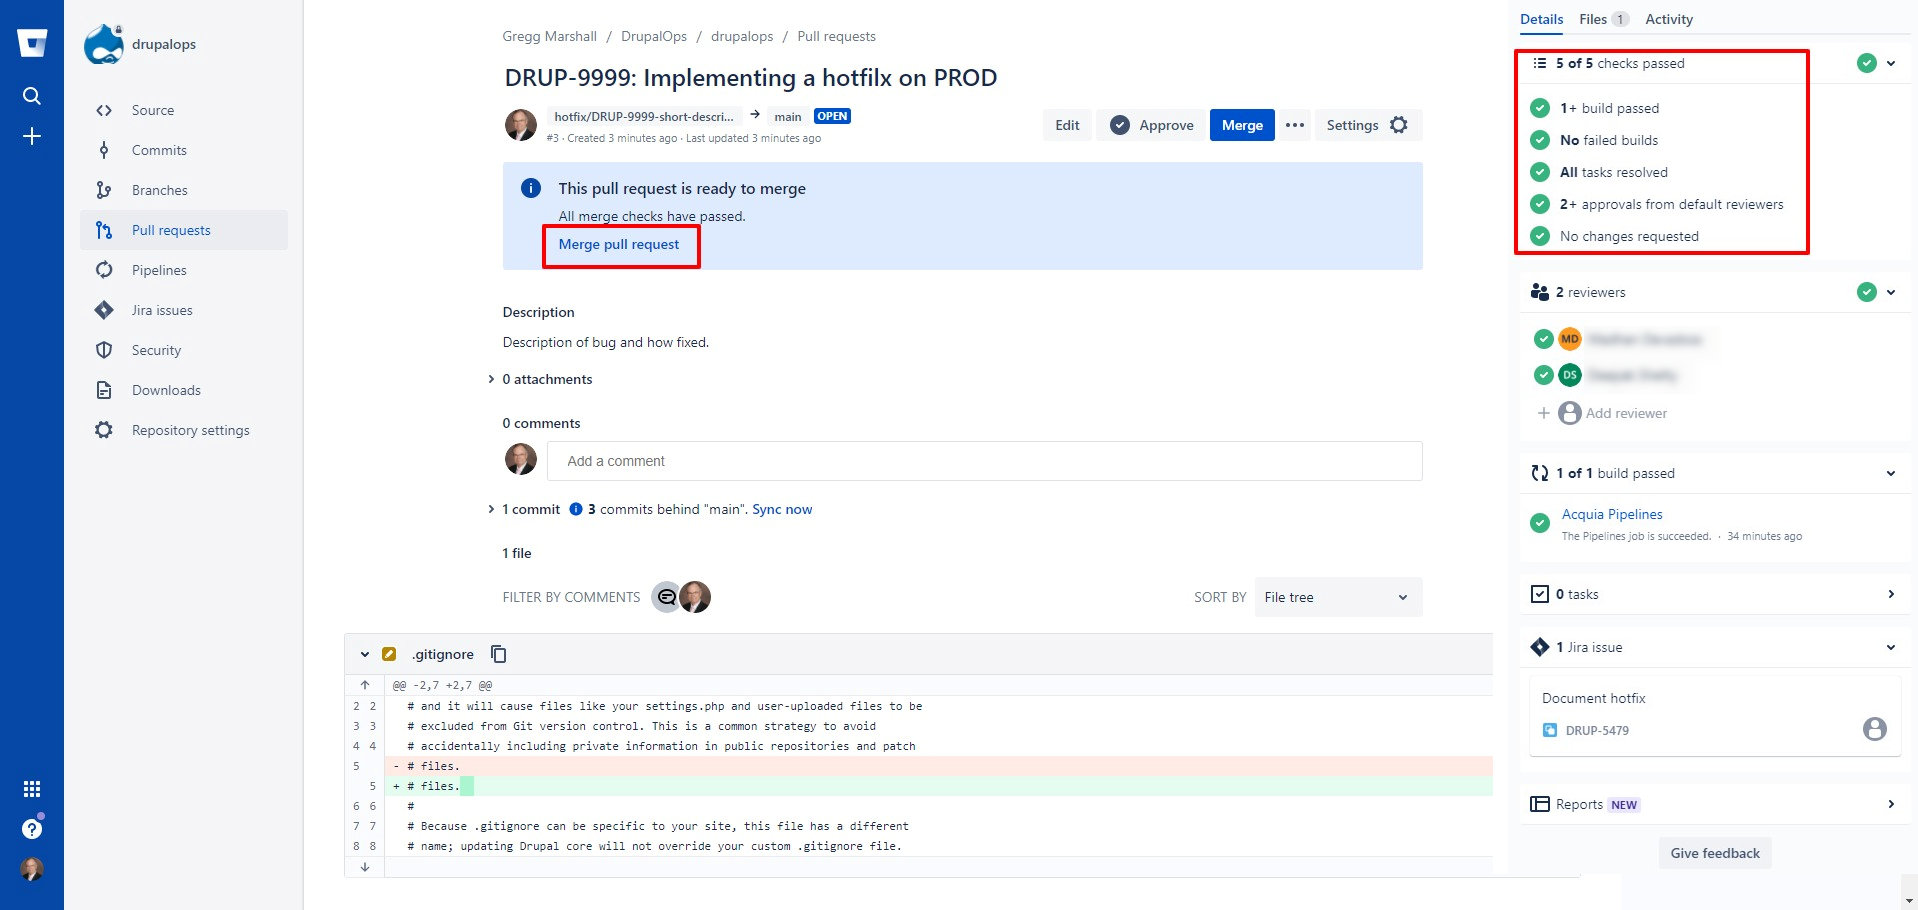 drupalops
Source
Commits
Branches
Pull requests
Pipelines
Jira issues
Security
Downloads
Repository settings
Gregg Marshall / DrupalOps / drupalops / Pull requests
DRUP-9999: Implementing a hotfilx on PROD
hotfix/DRUP-9999-short-descri... → main OPEN
#3 · Created 3 minutes ago · Last updated 3 minutes ago
Edit Approve Merge ••• Settings
This pull request is ready to merge
All merge checks have passed.
Merge pull request
Description
Description of bug and how fixed.
0 attachments
0 comments
Add a comment
1 commit 3 commits behind "main". Sync now
1 file
FILTER BY COMMENTS
SORT BY File tree
.gitignore
@@ -2,7 +2,7 @@
2 2 # and it will cause files like your settings.php and user-uploaded files to be
3 3 # excluded from Git version control. This is a common strategy to avoid
4 4 # accidentally including private information in public repositories and patch
5 - # files.
5 + # files.
6 6 #
7 7 # Because .gitignore can be specific to your site, this file has a different
8 8 # name; updating Drupal core will not override your custom .gitignore file.
Details Files 1 Activity
5 of 5 checks passed
1+ build passed
No failed builds
All tasks resolved
2+ approvals from default reviewers
No changes requested
2 reviewers
MD
DS
Add reviewer
1 of 1 build passed
Acquia Pipelines
The Pipelines job is succeeded. · 34 minutes ago
0 tasks
1 Jira issue
Document hotfix
DRUP-5479
Reports NEW
Give feedback